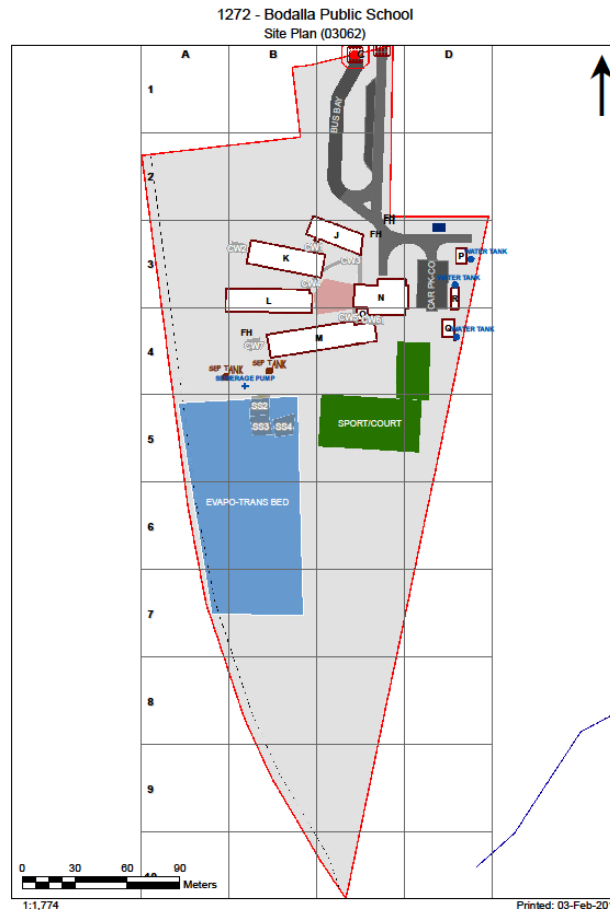 1272 - Bodalla Public School
Site Plan (03062)
A
B
C
D
1
BUS BAY
2
FH
FH
J
CW1
CW2
K
CW3
P
WATER TANK
3
WATER TANK
CAR PK-CO
L
N
R
O
Q
WATER TANK
FH
M
4
CW7
SEP TANK
SEP TANK
SEWERAGE PUMP
SS2
SPORT/COURT
SS3
SS4
5
EVAPO-TRANS BED
6
7
8
9
0 30 60 90
Meters
1:1,774
Printed: 03-Feb-20